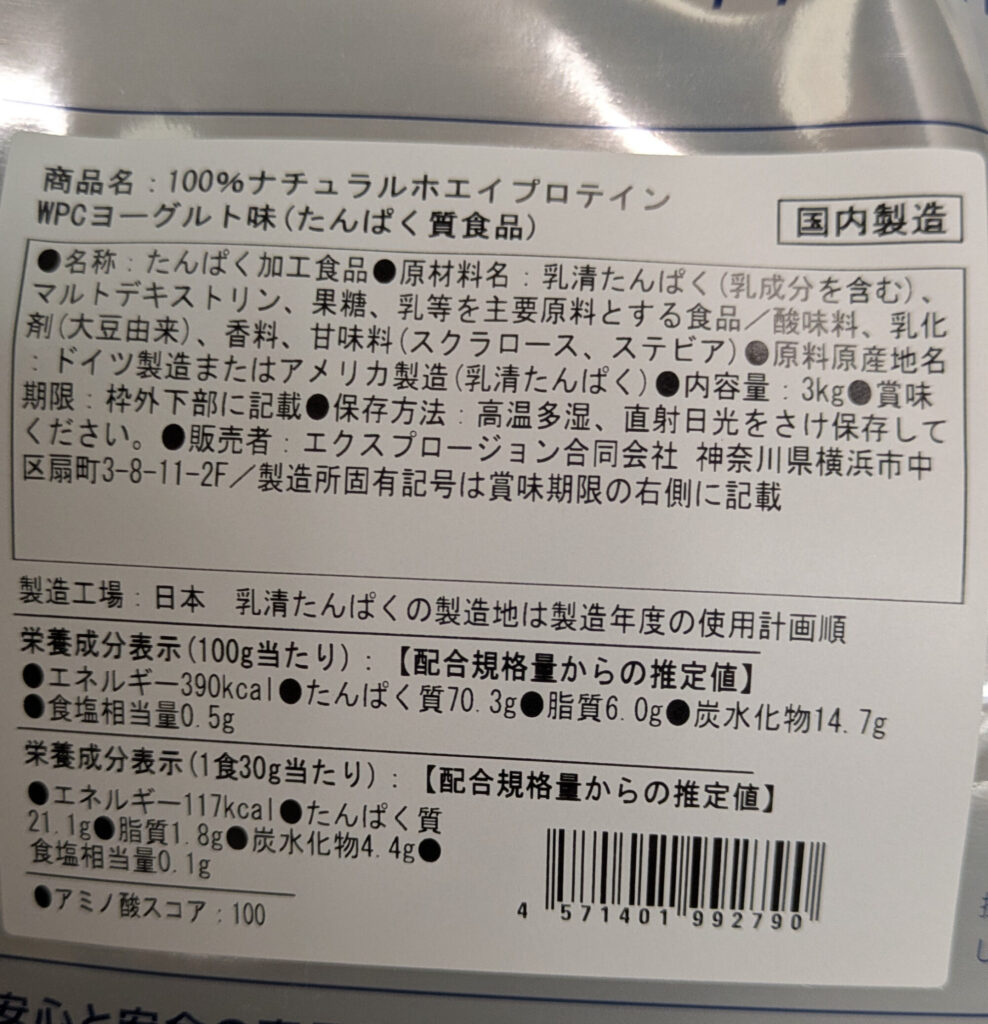 商品名：100%ナチュラルホエイプロテイン
WPCヨーグルト味(たんぱく質食品)
国内製造
●名称：たんぱく加工食品●原材料名：乳清たんぱく(乳成分を含む)、
マルトデキストリン、果糖、乳等を主要原料とする食品／酸味料、乳化
剤(大豆由来)、香料、甘味料(スクラロース、ステビア)●原料原産地名
：ドイツ製造またはアメリカ製造(乳清たんぱく)●内容量：3kg●賞味
期限：枠外下部に記載●保存方法：高温多湿、直射日光をさけ保存して
ください。●販売者：エクスプロージョン合同会社 神奈川県横浜市中
区扇町3-8-11-2F／製造所固有記号は賞味期限の右側に記載
製造工場：日本　乳清たんぱくの製造地は製造年度の使用計画順
栄養成分表示(100g当たり)：【配合規格量からの推定値】
●エネルギー390kcal●たんぱく質70.3g●脂質6.0g●炭水化物14.7g
●食塩相当量0.5g
栄養成分表示(1食30g当たり)：【配合規格量からの推定値】
●エネルギー117kcal●たんぱく質
21.1g●脂質1.8g●炭水化物4.4g●
食塩相当量0.1g
●アミノ酸スコア：100
4 571401 992790
安心と安全の